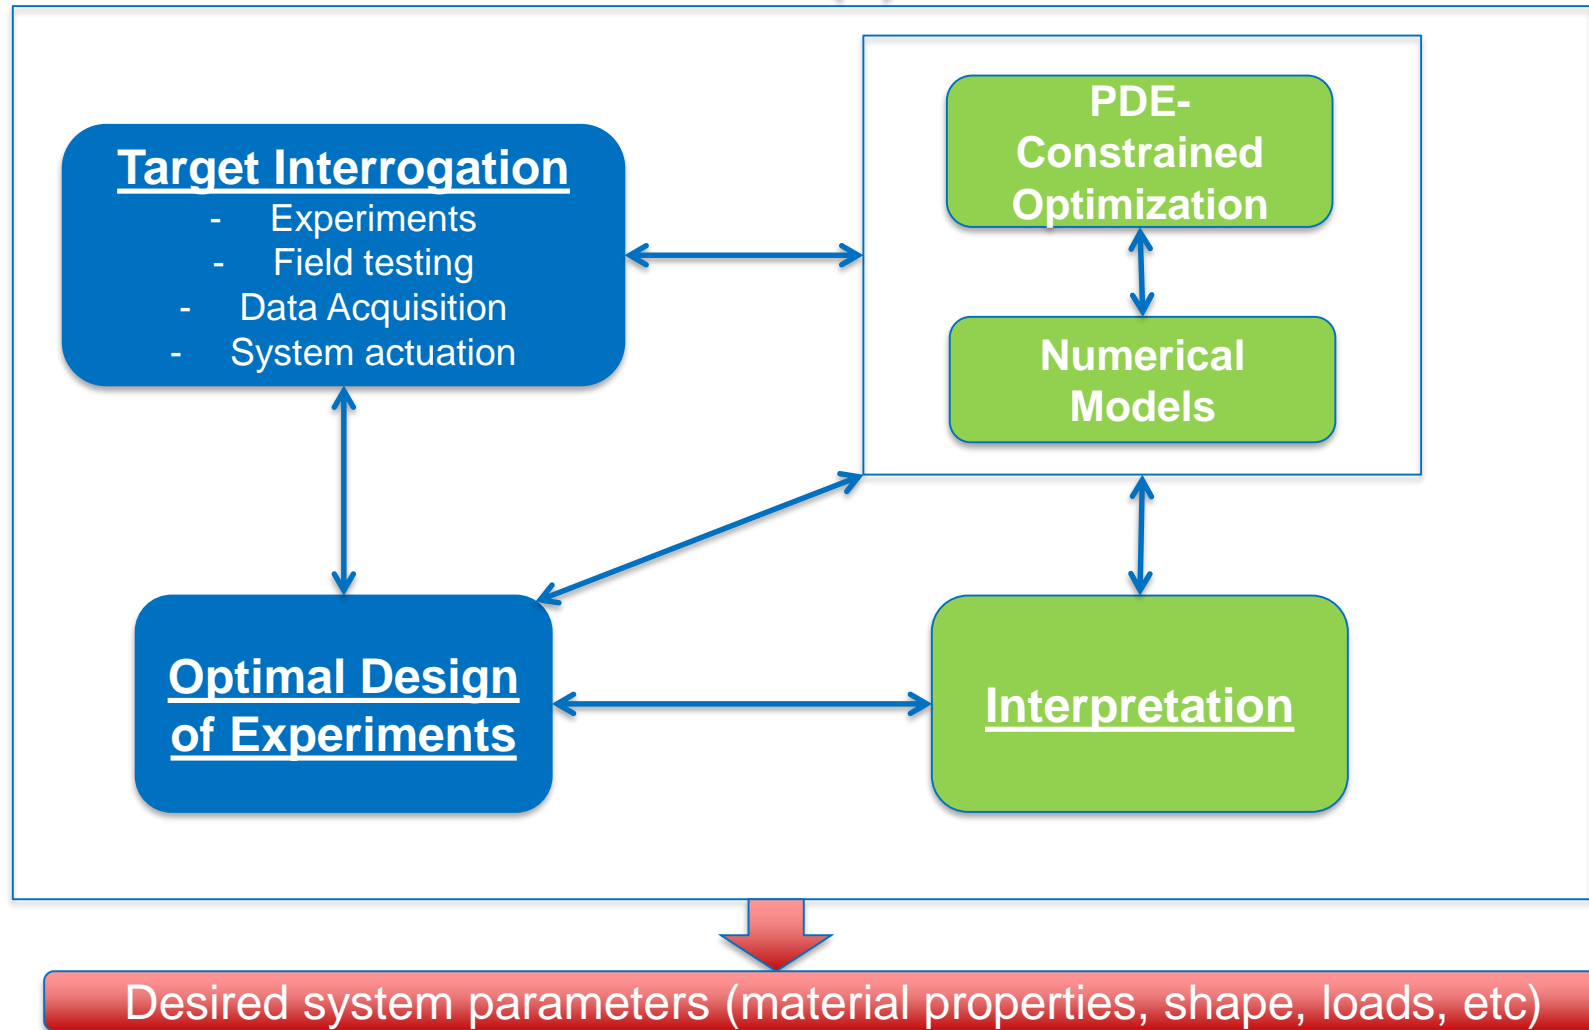 Target Interrogation
- Experiments
- Field testing
- Data Acquisition
- System actuation
PDE-
Constrained
Optimization
Numerical
Models
Optimal Design
of Experiments
Interpretation
Desired system parameters (material properties, shape, loads, etc)